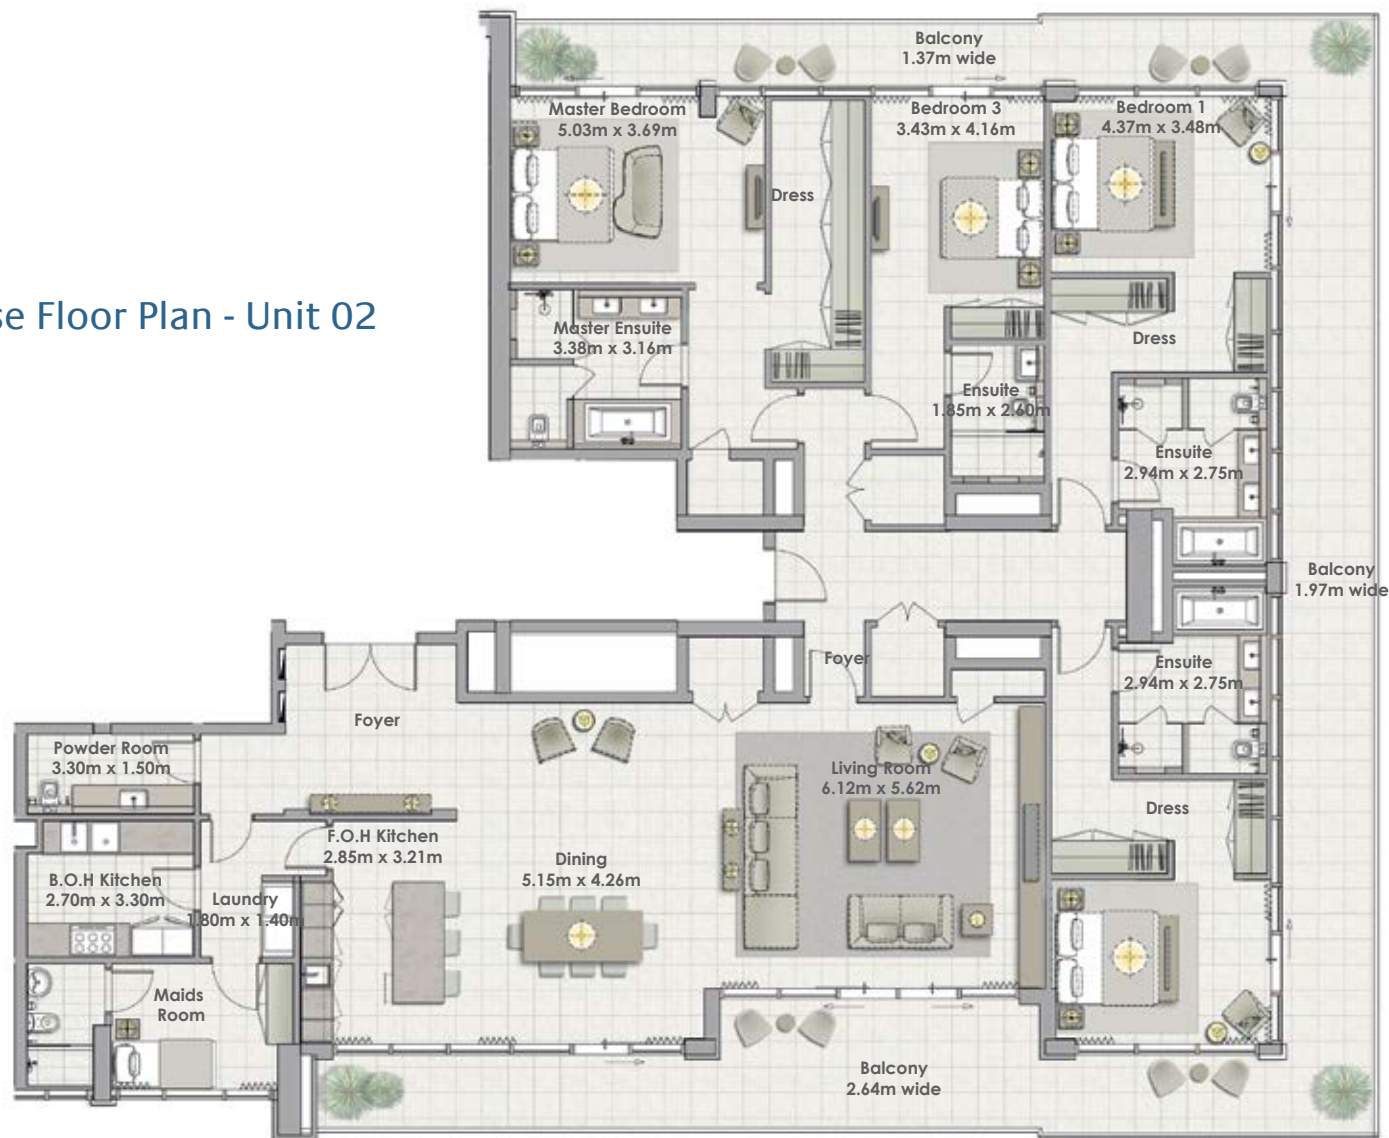 Balcony
1.37m wide
Master Bedroom
5.03m x 3.69m
Bedroom 3
3.43m x 4.16m
Bedroom 1
4.37m x 3.48m
Dress
se Floor Plan - Unit 02
Master Ensuite
3.38m x 3.16m
Dress
Ensuite
1.85m x 2.60m
Ensuite
2.94m x 2.75m
Balcony
1.97m wide
Foyer
Ensuite
2.94m x 2.75m
Foyer
Powder Room
3.30m x 1.50m
Living Room
6.12m x 5.62m
Dress
F.O.H Kitchen
2.85m x 3.21m
Dining
5.15m x 4.26m
B.O.H Kitchen
2.70m x 3.30m
Laundry
1.80m x 1.40m
Maids
Room
Balcony
2.64m wide